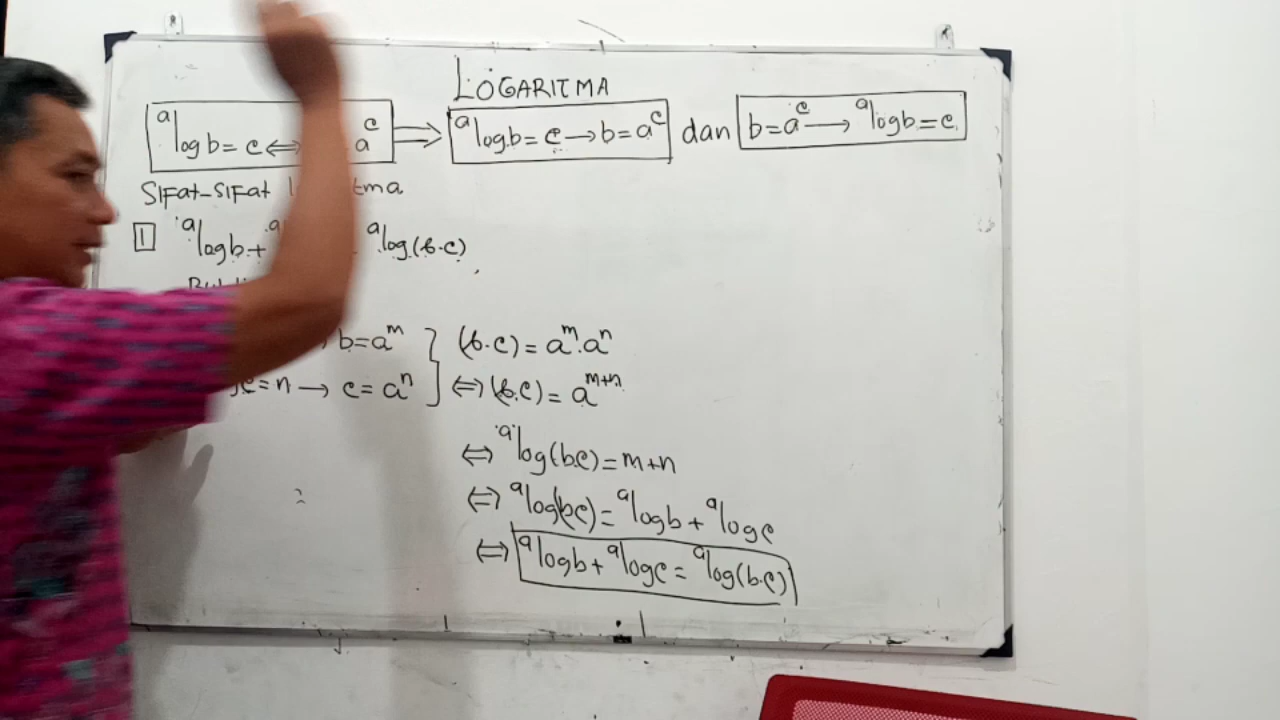 LOGARITMA
ᵃlog b = c ⇔ aᶜ ⇒ ᵃlog b = c → b = aᶜ dan b = aᶜ → ᵃlog b = c
Sifat-Sifat
1 ᵃlog b + ᵃlog (b.c)
b = aᵐ } (b.c) = aᵐ.aⁿ
c = n → c = aⁿ ⇔ (b.c) = aᵐ⁺ⁿ
⇔ ᵃlog (b.c) = m+n
⇔ ᵃlog (bc) = ᵃlog b + ᵃlog c
⇔ ᵃlog b + ᵃlog c = ᵃlog (b.c)